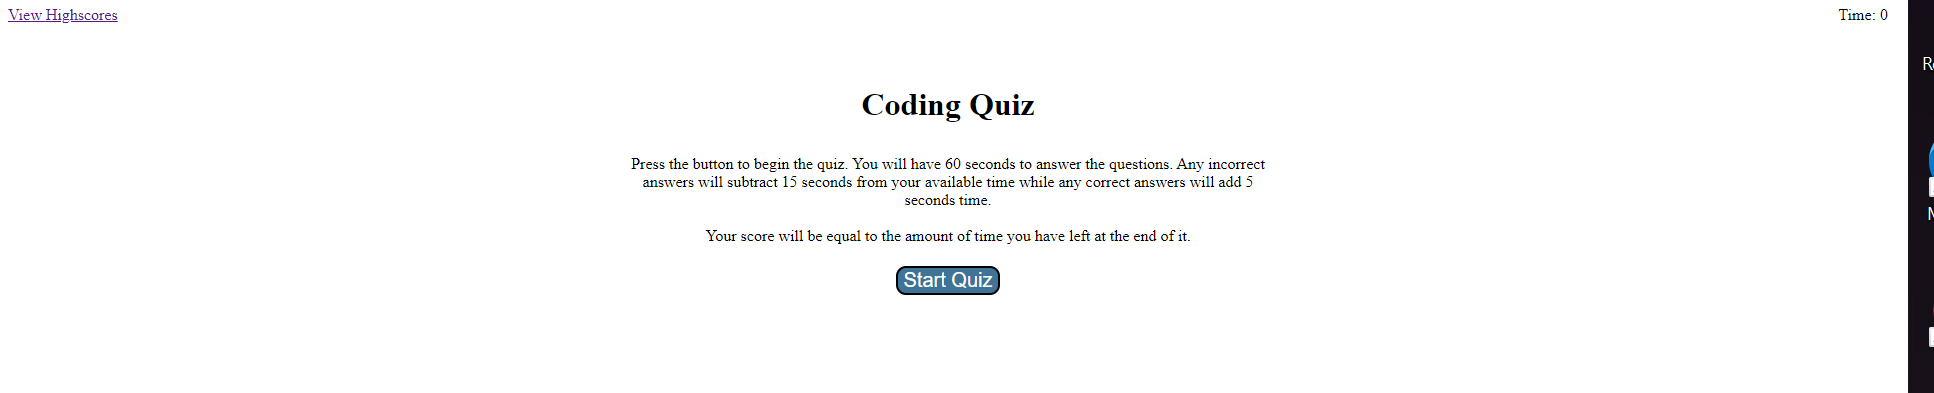 View Highscores
Time: 0
Coding Quiz
Press the button to begin the quiz. You will have 60 seconds to answer the questions. Any incorrect
answers will subtract 15 seconds from your available time while any correct answers will add 5
seconds time.
Your score will be equal to the amount of time you have left at the end of it.
Start Quiz